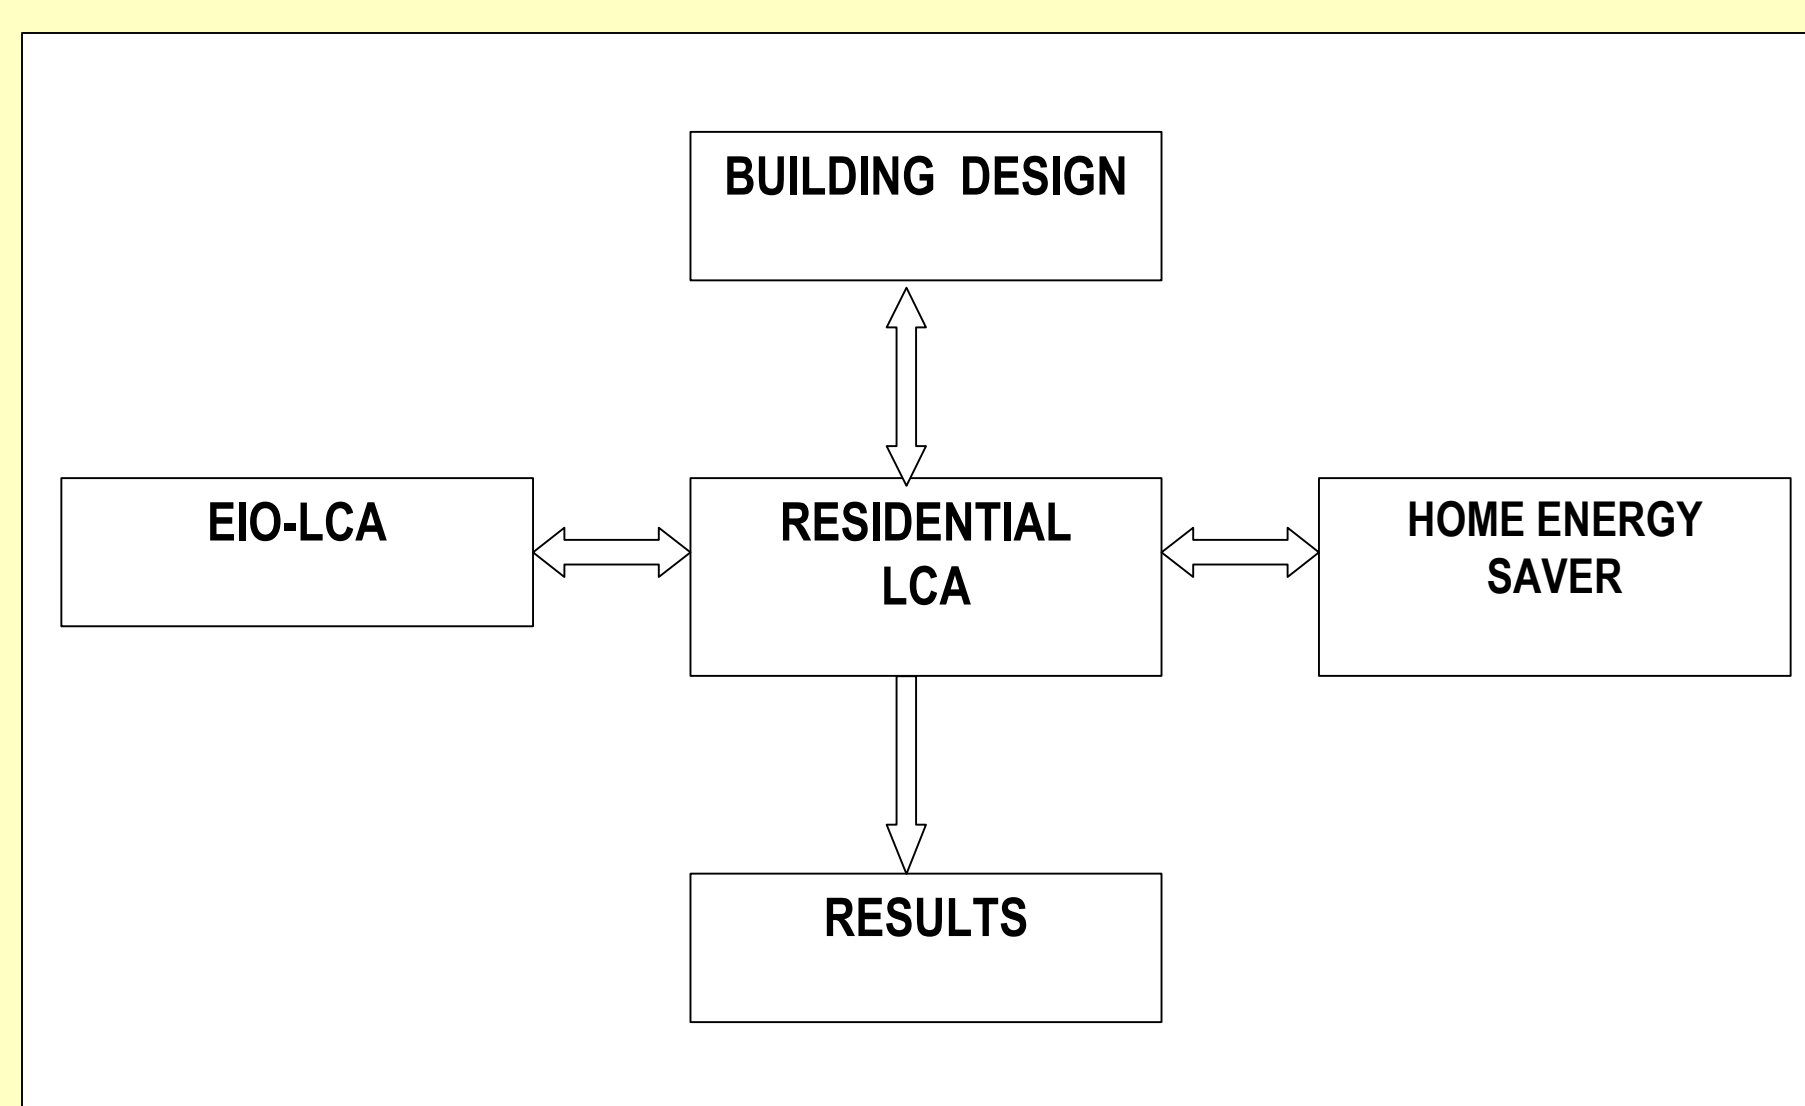 BUILDING DESIGN
EIO-LCA
RESIDENTIAL
LCA
HOME ENERGY
SAVER
RESULTS